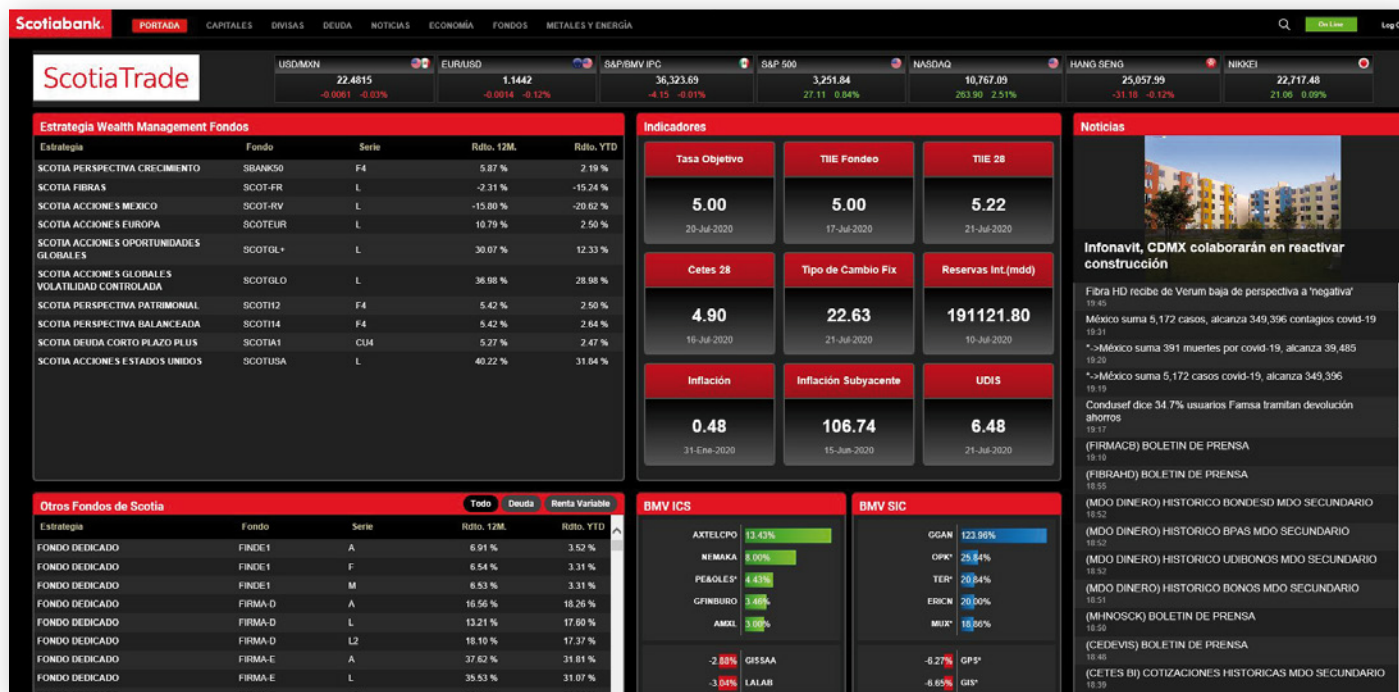 Scotiabank.
PORTADA CAPITALES DIVISAS DEUDA NOTICIAS ECONOMÍA FONDOS METALES Y ENERGÍA
On Line
Log
ScotiaTrade
USD/MXN
22.4815
-0.0061 -0.03%
EUR/USD
1.1442
-0.0014 -0.12%
S&P/BMV IPC
36,323.69
-4.15 -0.01%
S&P 500
3,251.84
27.11 0.84%
NASDAQ
10,767.09
263.90 2.51%
HANG SENG
25,057.99
-31.18 -0.12%
NIKKEI
22,717.48
21.06 0.09%
Estrategia Wealth Management Fondos
Estrategia Fondo Serie Rdto. 12M. Rdto. YTD
SCOTIA PERSPECTIVA CRECIMIENTO SBANK50 F4 5.87 % 2.19 %
SCOTIA FIBRAS SCOT-FR L -2.31 % -15.24 %
SCOTIA ACCIONES MEXICO SCOT-RV L -15.80 % -20.62 %
SCOTIA ACCIONES EUROPA SCOTEUR L 10.79 % 2.50 %
SCOTIA ACCIONES OPORTUNIDADES
GLOBALES SCOTGL+ L 30.07 % 12.33 %
SCOTIA ACCIONES GLOBALES
VOLATILIDAD CONTROLADA SCOTGLO L 36.98 % 28.98 %
SCOTIA PERSPECTIVA PATRIMONIAL SCOTI12 F4 5.42 % 2.50 %
SCOTIA PERSPECTIVA BALANCEADA SCOTI14 F4 5.42 % 2.64 %
SCOTIA DEUDA CORTO PLAZO PLUS SCOTIA1 CU4 5.27 % 2.47 %
SCOTIA ACCIONES ESTADOS UNIDOS SCOTUSA L 40.22 % 31.84 %
Indicadores
Tasa Objetivo
5.00
20-Jul-2020
TIIE Fondeo
5.00
17-Jul-2020
TIIE 28
5.22
21-Jul-2020
Cetes 28
4.90
16-Jul-2020
Tipo de Cambio Fix
22.63
21-Jul-2020
Reservas Int.(mdd)
191121.80
10-Jul-2020
Inflación
0.48
31-Ene-2020
Inflación Subyacente
106.74
15-Jun-2020
UDIS
6.48
21-Jul-2020
Noticias
Infonavit, CDMX colaborarán en reactivar
construcción
Fibra HD recibe de Verum baja de perspectiva a 'negativa'
19:45
México suma 5,172 casos, alcanza 349,396 contagios covid-19
19:31
*->México suma 391 muertes por covid-19, alcanza 39,485
19:20
*->México suma 5,172 casos covid-19, alcanza 349,396
19:19
Condusef dice 34.7% usuarios Famsa tramitan devolución
ahorros
19:17
(FIRMACB) BOLETIN DE PRENSA
19:10
(FIBRAHD) BOLETIN DE PRENSA
18:55
(MDO DINERO) HISTORICO BONDESD MDO SECUNDARIO
18:52
(MDO DINERO) HISTORICO BPAS MDO SECUNDARIO
18:52
(MDO DINERO) HISTORICO UDIBONOS MDO SECUNDARIO
18:52
(MDO DINERO) HISTORICO BONOS MDO SECUNDARIO
18:51
(MHNOSCK) BOLETIN DE PRENSA
18:50
(CEDEVIS) BOLETIN DE PRENSA
18:46
(CETES BI) COTIZACIONES HISTORICAS MDO SECUNDARIO
18:39
Otros Fondos de Scotia
Todo Deuda Renta Variable
Estrategia Fondo Serie Rdto. 12M. Rdto. YTD
FONDO DEDICADO FINDE1 A 6.91 % 3.52 %
FONDO DEDICADO FINDE1 F 6.54 % 3.31 %
FONDO DEDICADO FINDE1 M 6.53 % 3.31 %
FONDO DEDICADO FIRMA-D A 16.56 % 18.26 %
FONDO DEDICADO FIRMA-D L 13.21 % 17.60 %
FONDO DEDICADO FIRMA-D L2 18.10 % 17.37 %
FONDO DEDICADO FIRMA-E A 37.62 % 31.81 %
FONDO DEDICADO FIRMA-E L 35.53 % 31.07 %
BMV ICS
AXTELCPO 13.43%
NEMAKA 8.00%
PE&OLES* 4.43%
GFINBURO 3.46%
AMXL 3.00%
-2.88% GISSAA
-3.04% LALAB
BMV SIC
GGAN 123.96%
OPK* 25.84%
TER* 20.84%
ERICN 20.00%
MUX* 18.86%
-6.27% GPS*
-6.65% GIS*